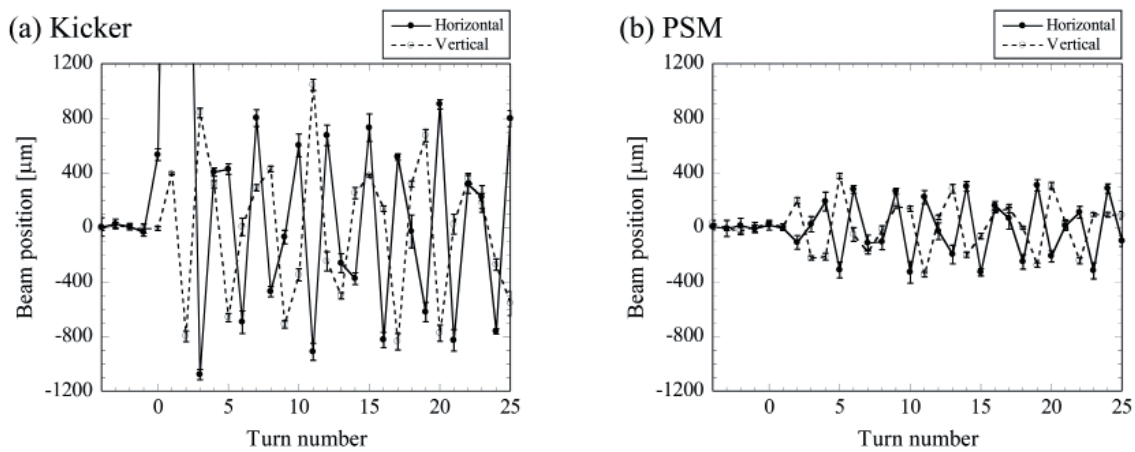 (a) Kicker
Horizontal
Vertical
1200
800
400
0
-400
-800
-1200
Beam position [μm]
0 5 10 15 20 25
Turn number
(b) PSM
Horizontal
Vertical
1200
800
400
0
-400
-800
-1200
Beam position [μm]
0 5 10 15 20 25
Turn number